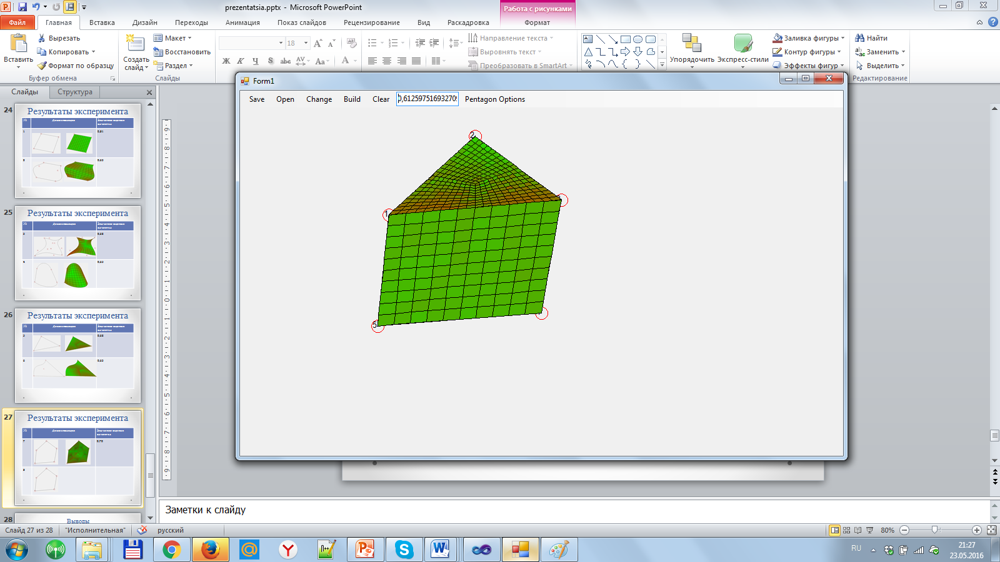 prezentatsia.pptx - Microsoft PowerPoint
Работа с рисунками
Файл Главная Вставка Дизайн Переходы Анимация Показ слайдов Рецензирование Вид Раскадровка Формат
Вставить
Вырезать
Копировать
Формат по образцу
Буфер обмена
Создать слайд
Макет
Восстановить
Раздел
Слайды
18
Ж К Ч S abc AV Aa A
Направление текста
Выровнять текст
Преобразовать в SmartArt
Упорядочить
Экспресс-стили
Заливка фигуры
Контур фигуры
Эффекты фигур
Найти
Заменить
Выделить
Редактирование
Слайды Структура
24
Результаты эксперимента
25
Результаты эксперимента
26
Результаты эксперимента
27
Результаты эксперимента
28
Выводы
Form1
Save Open Change Build Clear 0,612597516932709 Pentagon Options
2
1
5
Заметки к слайду
Слайд 27 из 28 "Исполнительная" русский 80%
RU
21:27
23.05.2016